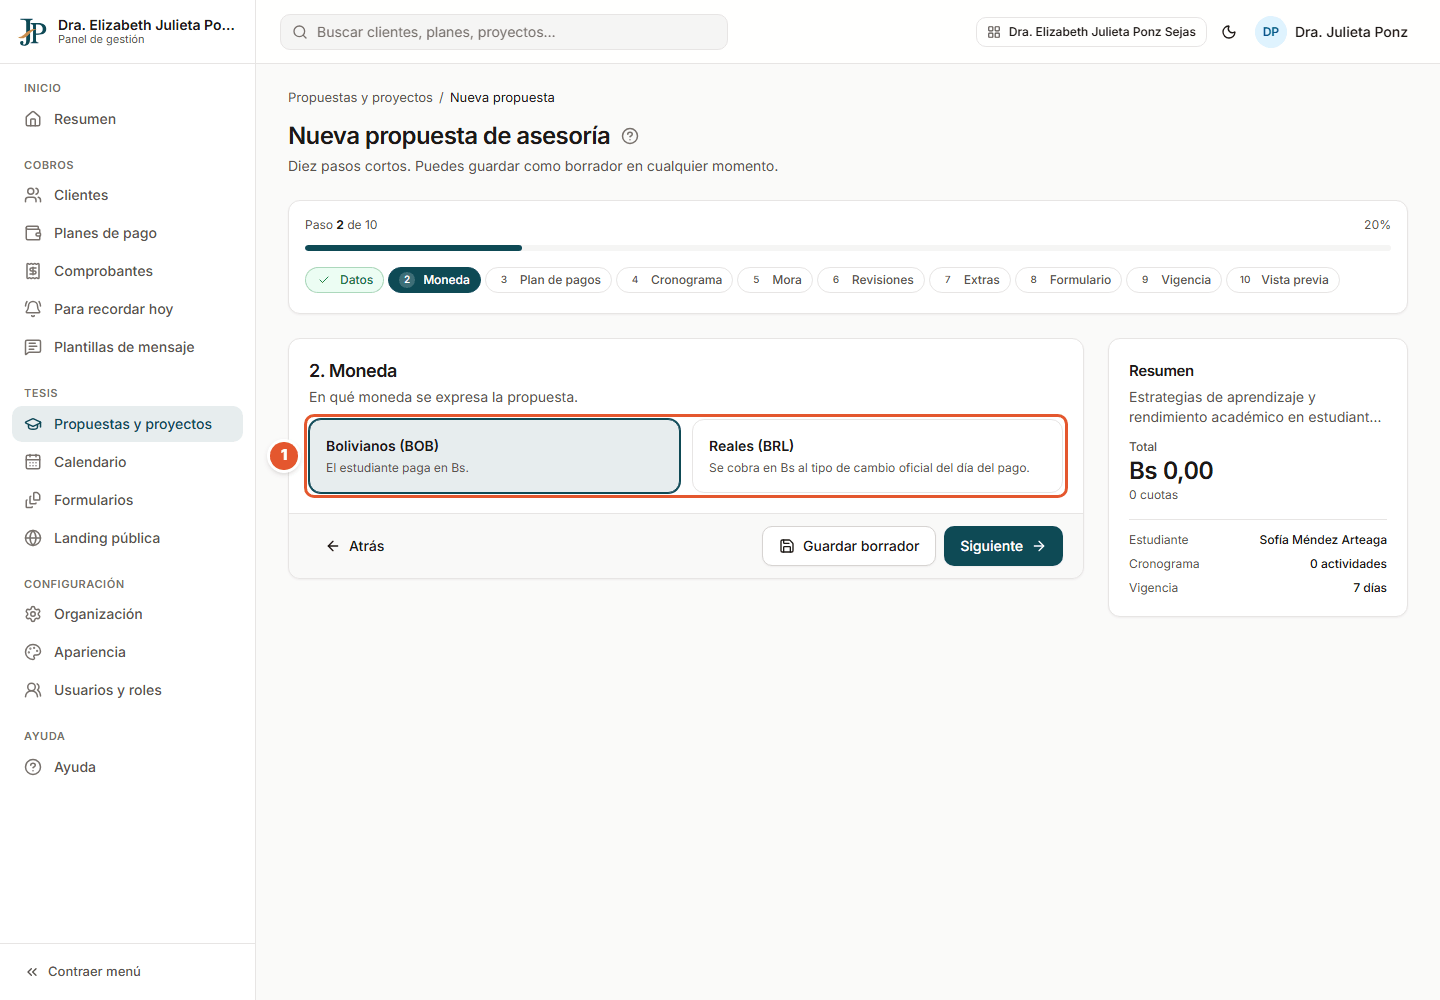 JP
Dra. Elizabeth Julieta Po...
Panel de gestión
Buscar clientes, planes, proyectos...
Dra. Elizabeth Julieta Ponz Sejas
DP
Dra. Julieta Ponz
INICIO
Resumen
COBROS
Clientes
Planes de pago
Comprobantes
Para recordar hoy
Plantillas de mensaje
TESIS
Propuestas y proyectos
Calendario
Formularios
Landing pública
CONFIGURACIÓN
Organización
Apariencia
Usuarios y roles
AYUDA
Ayuda
Contraer menú
Propuestas y proyectos / Nueva propuesta
Nueva propuesta de asesoría
Diez pasos cortos. Puedes guardar como borrador en cualquier momento.
Paso 2 de 10
20%
Datos
2 Moneda
3 Plan de pagos
4 Cronograma
5 Mora
6 Revisiones
7 Extras
8 Formulario
9 Vigencia
10 Vista previa
2. Moneda
En qué moneda se expresa la propuesta.
1
Bolivianos (BOB)
El estudiante paga en Bs.
Reales (BRL)
Se cobra en Bs al tipo de cambio oficial del día del pago.
Atrás
Guardar borrador
Siguiente
Resumen
Estrategias de aprendizaje y
rendimiento académico en estudiant...
Total
Bs 0,00
0 cuotas
Estudiante Sofía Méndez Arteaga
Cronograma 0 actividades
Vigencia 7 días